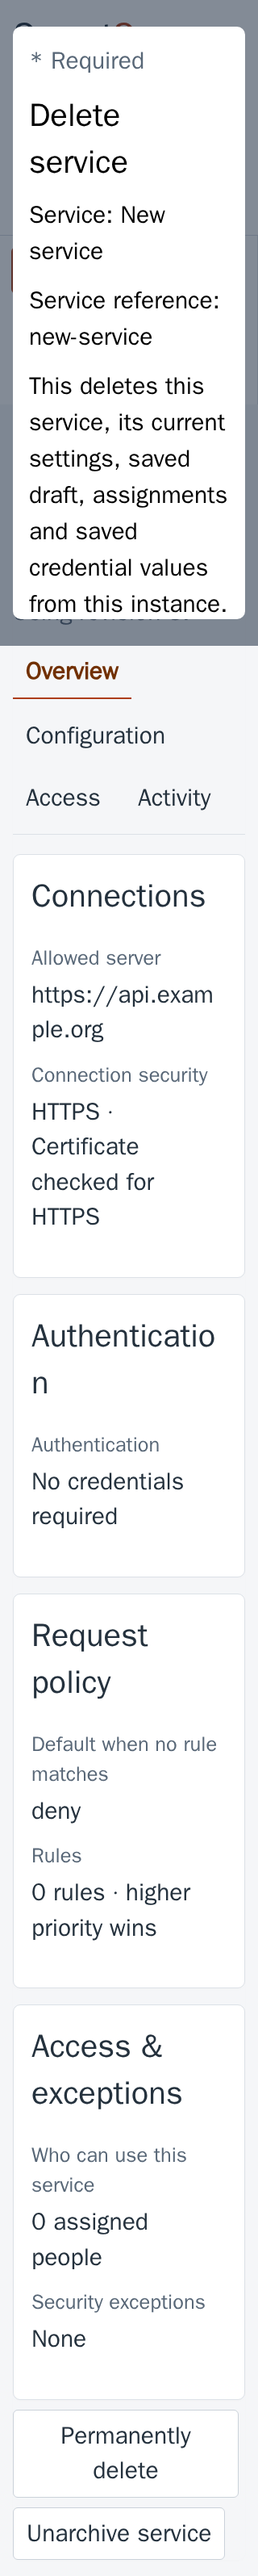 * Required
Delete
service
Service: New
service
Service reference:
new-service
This deletes this
service, its current
settings, saved
draft, assignments
and saved
credential values
from this instance.
Overview
Configuration
Access Activity
Connections
Allowed server
https://api.exam
ple.org
Connection security
HTTPS ·
Certificate
checked for
HTTPS
Authenticatio
n
Authentication
No credentials
required
Request
policy
Default when no rule
matches
deny
Rules
0 rules · higher
priority wins
Access &
exceptions
Who can use this
service
0 assigned
people
Security exceptions
None
Permanently
delete
Unarchive service